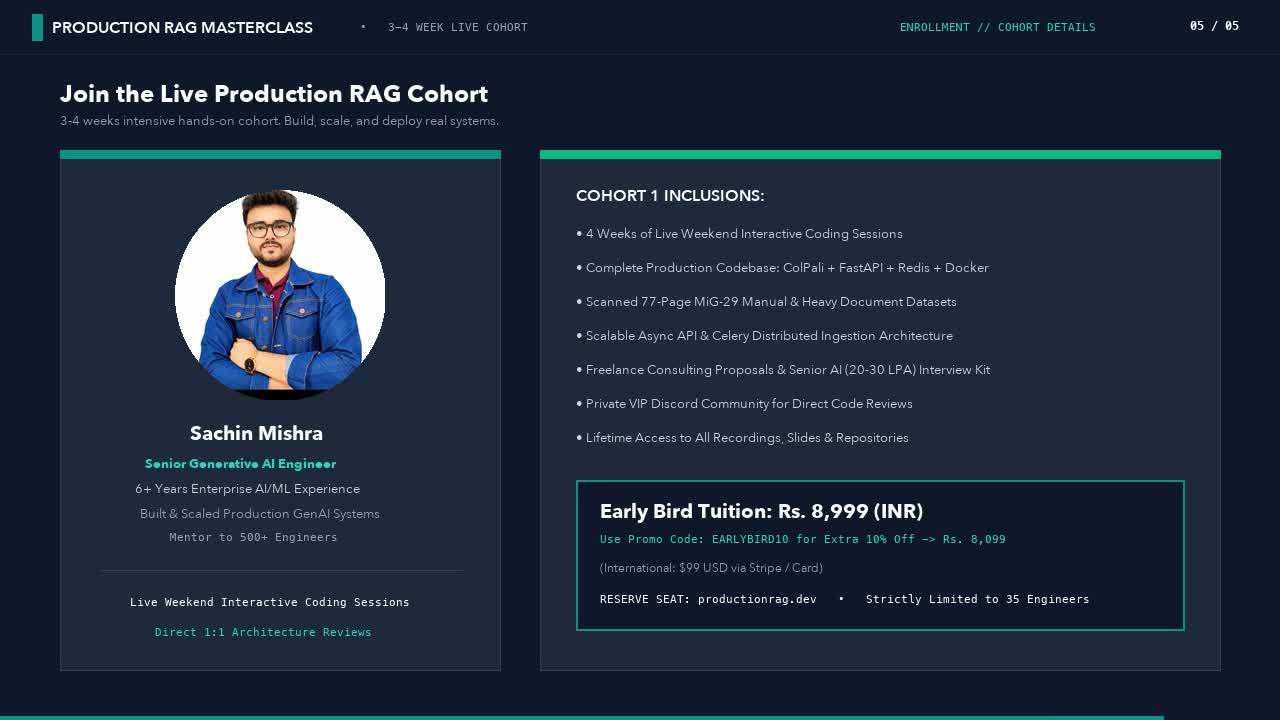 PRODUCTION RAG MASTERCLASS • 3–4 WEEK LIVE COHORT ENROLLMENT // COHORT DETAILS 05 / 05
Join the Live Production RAG Cohort
3-4 weeks intensive hands-on cohort. Build, scale, and deploy real systems.
Sachin Mishra
Senior Generative AI Engineer
6+ Years Enterprise AI/ML Experience
Built & Scaled Production GenAI Systems
Mentor to 500+ Engineers
Live Weekend Interactive Coding Sessions
Direct 1:1 Architecture Reviews
COHORT 1 INCLUSIONS:
• 4 Weeks of Live Weekend Interactive Coding Sessions
• Complete Production Codebase: ColPali + FastAPI + Redis + Docker
• Scanned 77-Page MiG-29 Manual & Heavy Document Datasets
• Scalable Async API & Celery Distributed Ingestion Architecture
• Freelance Consulting Proposals & Senior AI (20-30 LPA) Interview Kit
• Private VIP Discord Community for Direct Code Reviews
• Lifetime Access to All Recordings, Slides & Repositories
Early Bird Tuition: Rs. 8,999 (INR)
Use Promo Code: EARLYBIRD10 for Extra 10% Off –> Rs. 8,099
(International: $99 USD via Stripe / Card)
RESERVE SEAT: productionrag.dev • Strictly Limited to 35 Engineers